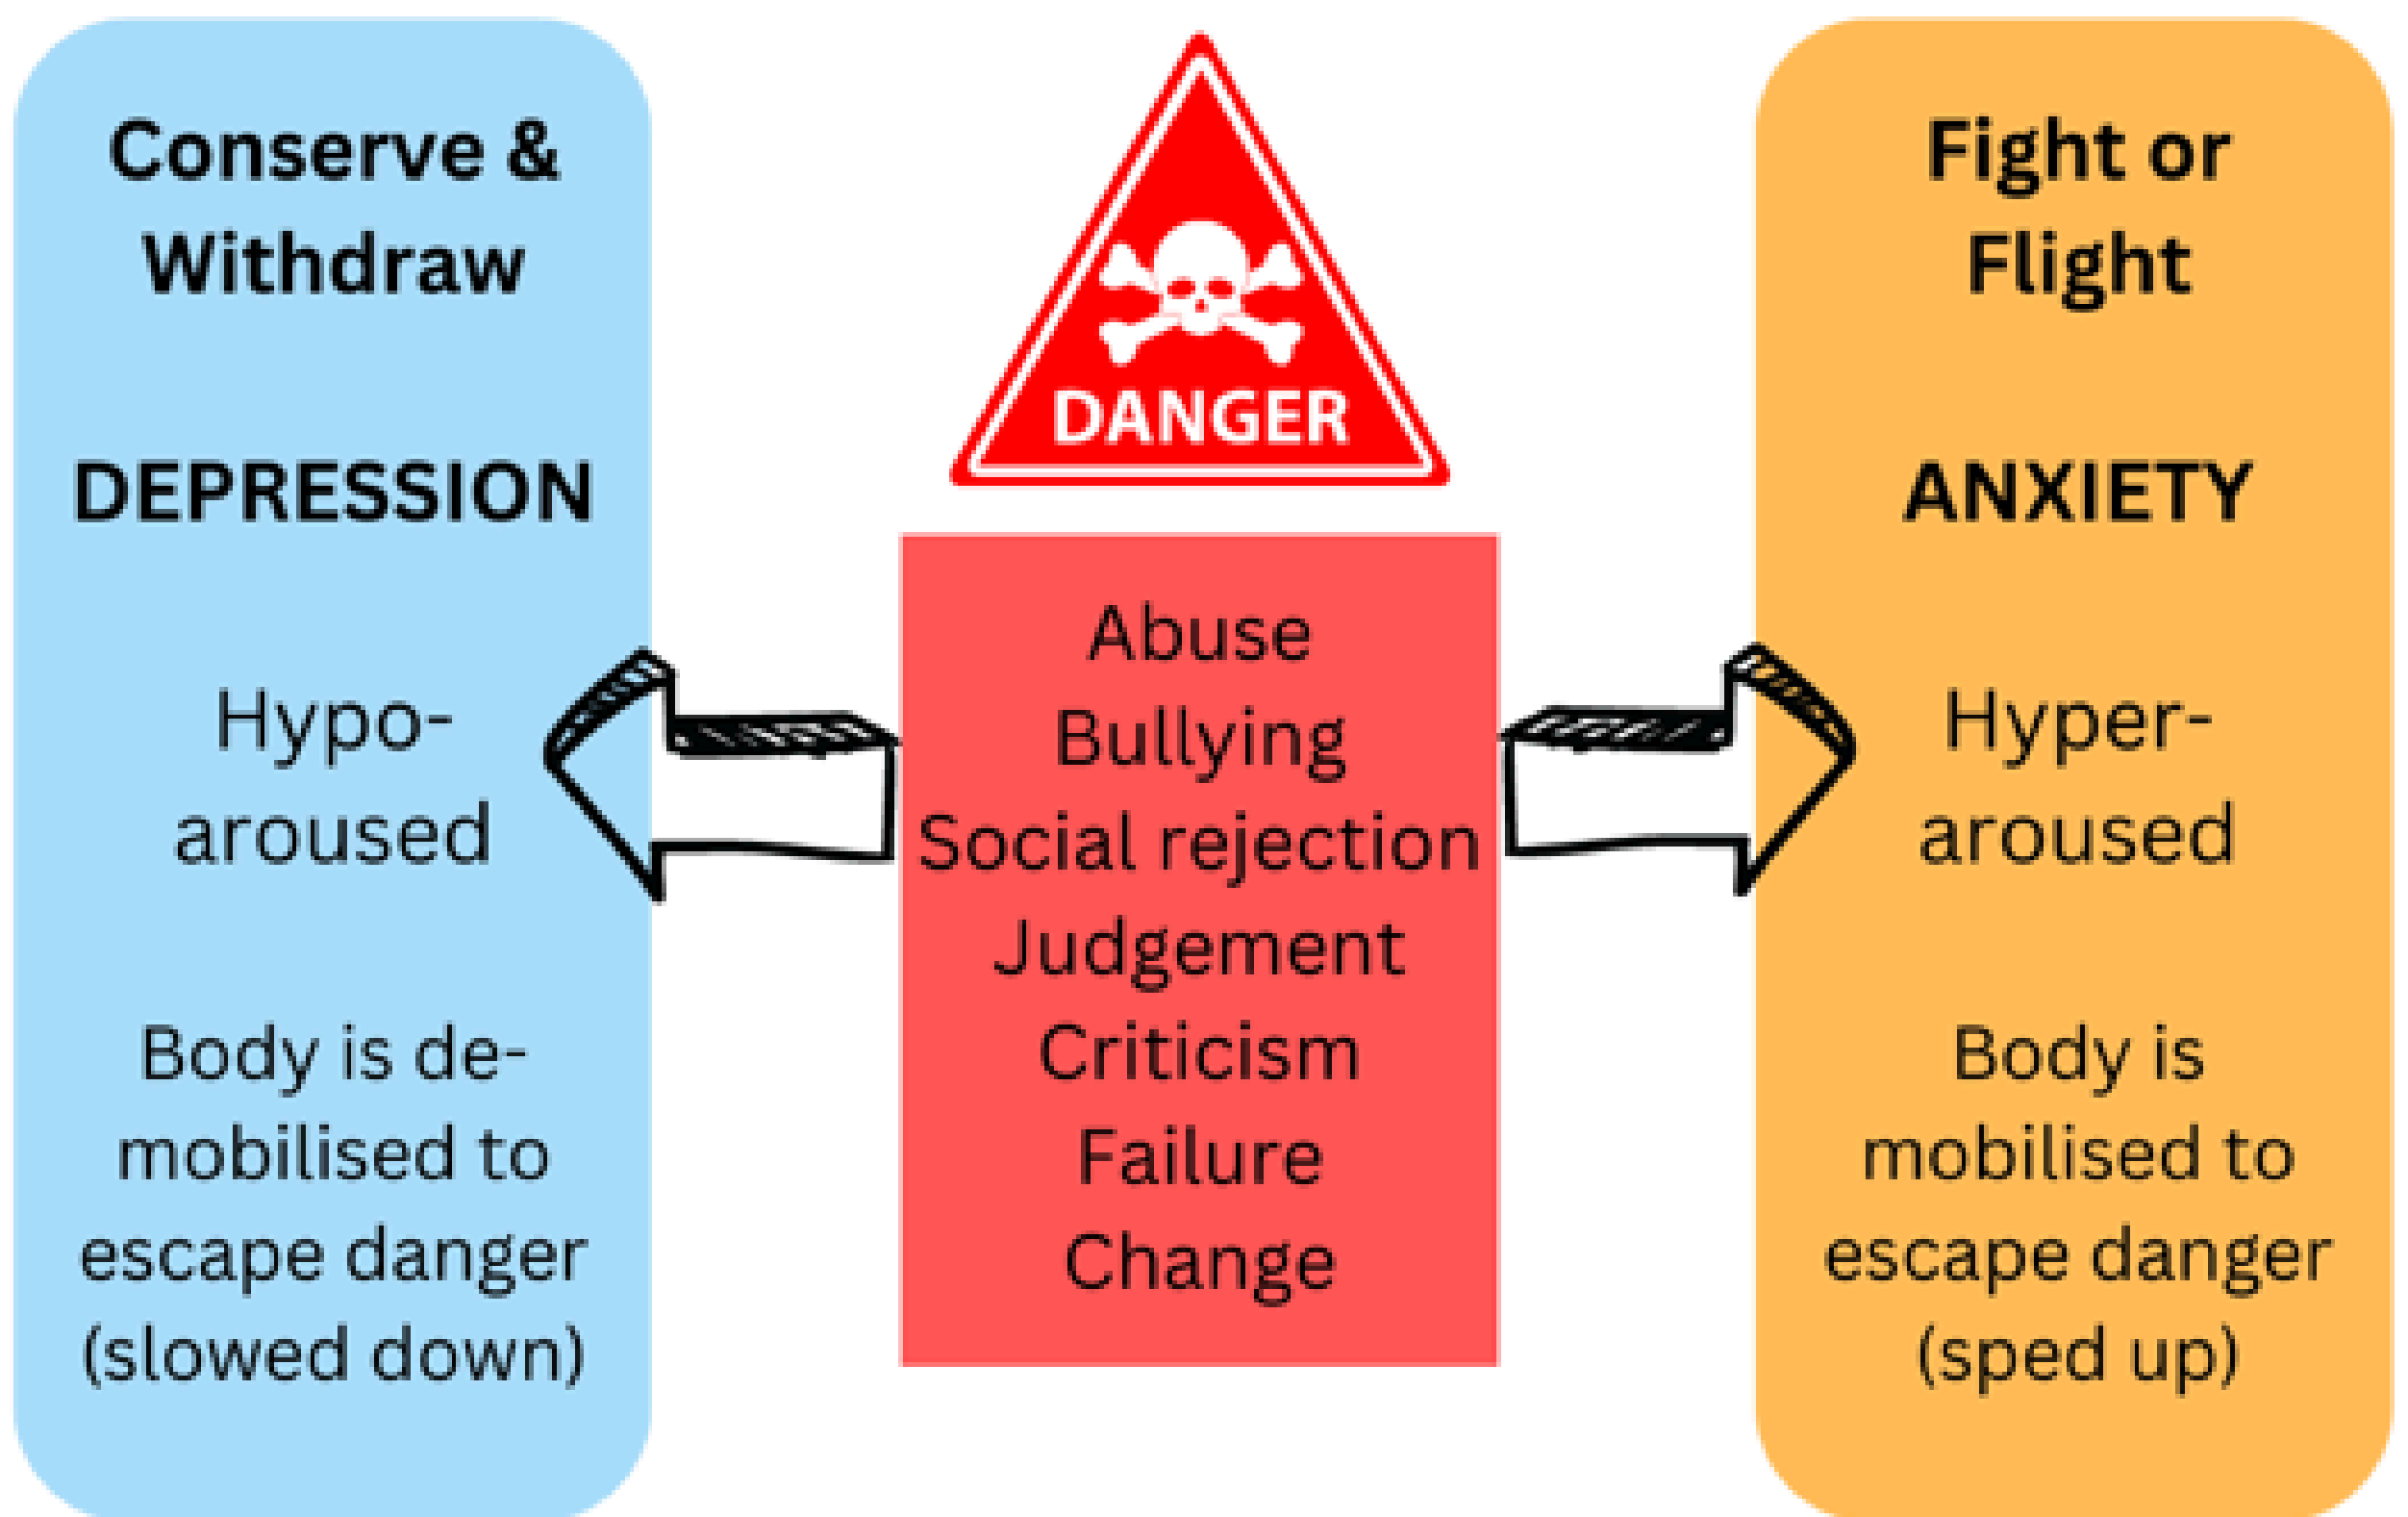 Conserve &
Withdraw
DEPRESSION
Hypo-
aroused
Body is de-
mobilised to
escape danger
(slowed down)
DANGER
Abuse
Bullying
Social rejection
Judgement
Criticism
Failure
Change
Fight or
Flight
ANXIETY
Hyper-
aroused
Body is
mobilised to
escape danger
(sped up)